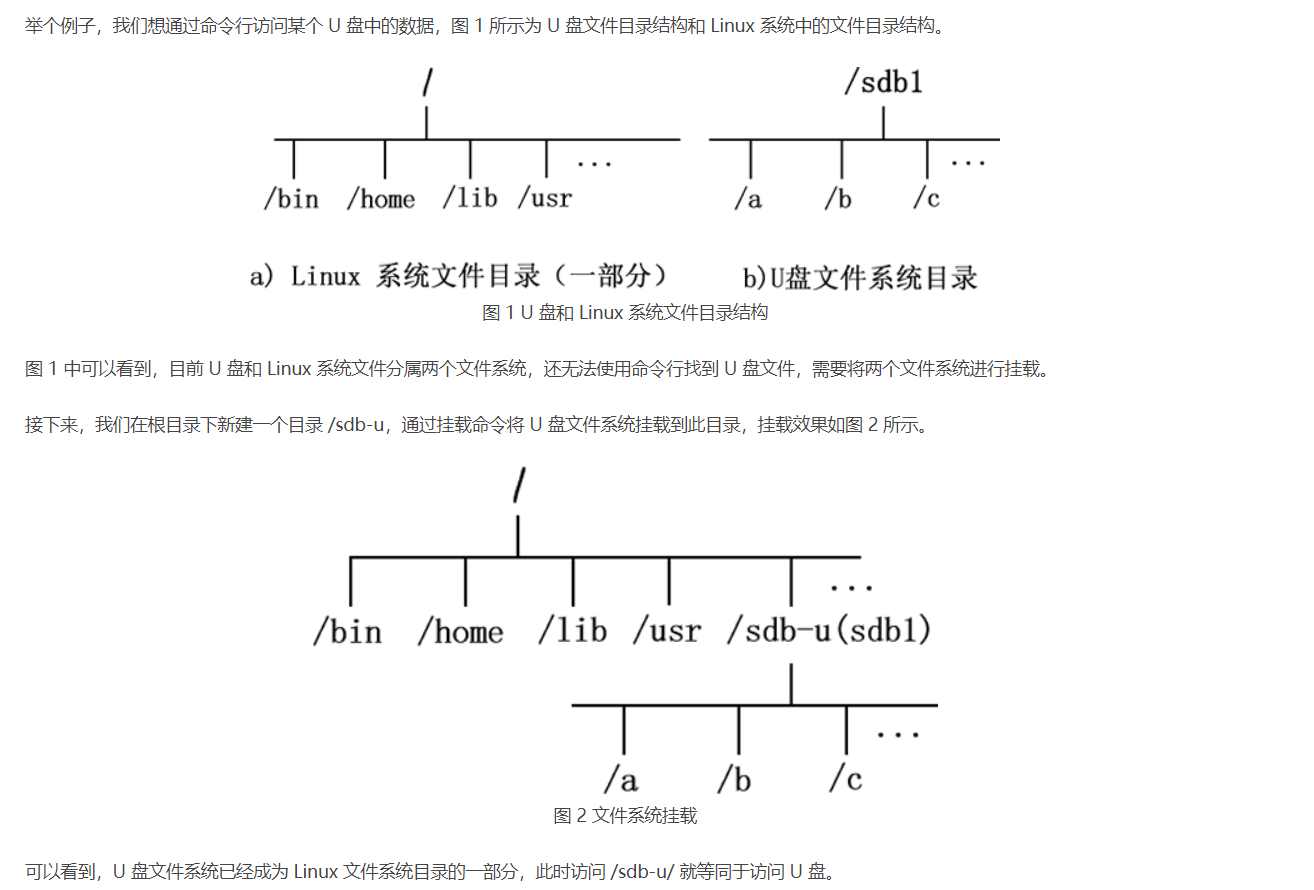 举个例子，我们想通过命令行访问某个 U 盘中的数据，图 1 所示为 U 盘文件目录结构和 Linux 系统中的文件目录结构。
/ /sdb1
/bin /home /lib /usr ... /a /b /c ...
a) Linux 系统文件目录（一部分） b)U盘文件系统目录
图 1 U 盘和 Linux 系统文件目录结构
图 1 中可以看到，目前 U 盘和 Linux 系统文件分属两个文件系统，还无法使用命令行找到 U 盘文件，需要将两个文件系统进行挂载。
接下来，我们在根目录下新建一个目录 /sdb-u，通过挂载命令将 U 盘文件系统挂载到此目录，挂载效果如图 2 所示。
/
/bin /home /lib /usr /sdb-u(sdb1) ...
/a /b /c ...
图 2 文件系统挂载
可以看到，U 盘文件系统已经成为 Linux 文件系统目录的一部分，此时访问 /sdb-u/ 就等同于访问 U 盘。